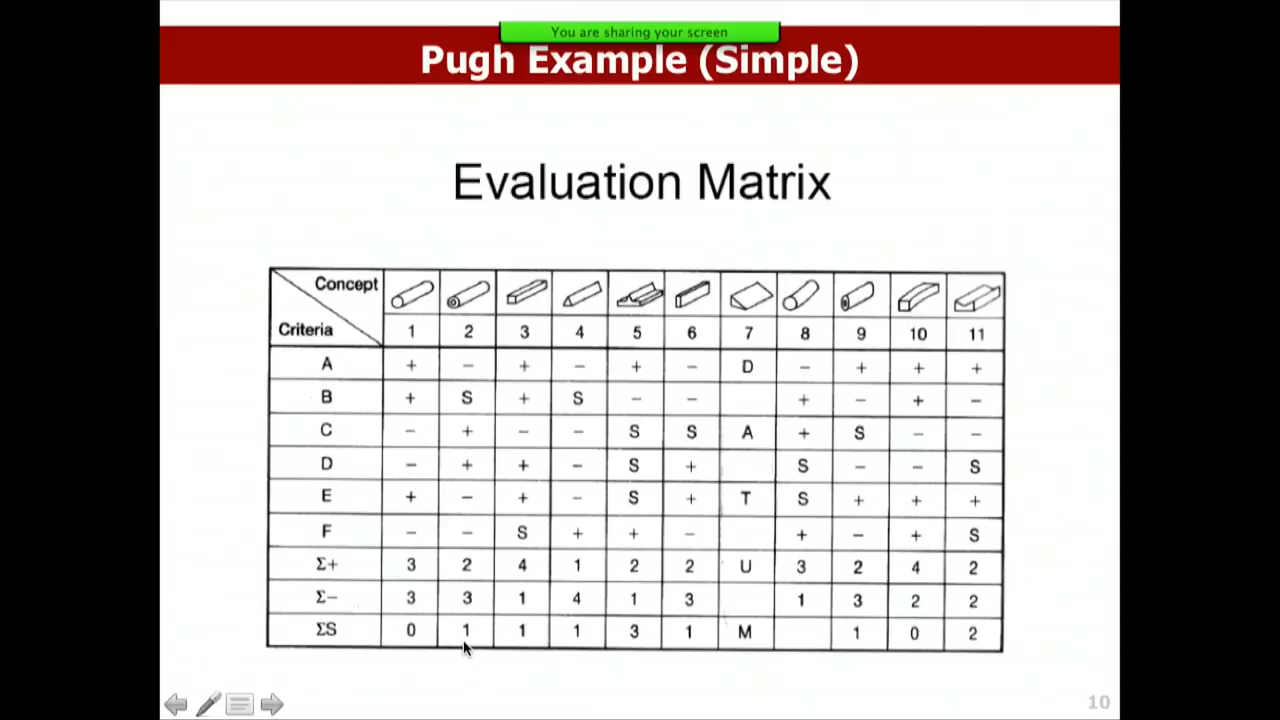 You are sharing your screen
Pugh Example (Simple)
Evaluation Matrix
Concept
Criteria 1 2 3 4 5 6 7 8 9 10 11
A + − + − + − D − + + +
B + S + S − − + − + −
C − + − − S S A + S − −
D − + + − S + S − − S
E + − + − S + T S + + +
F − − S + + − + − + S
Σ+ 3 2 4 1 2 2 U 3 2 4 2
Σ− 3 3 1 4 1 3 1 3 2 2
ΣS 0 1 1 1 3 1 M 1 0 2
10